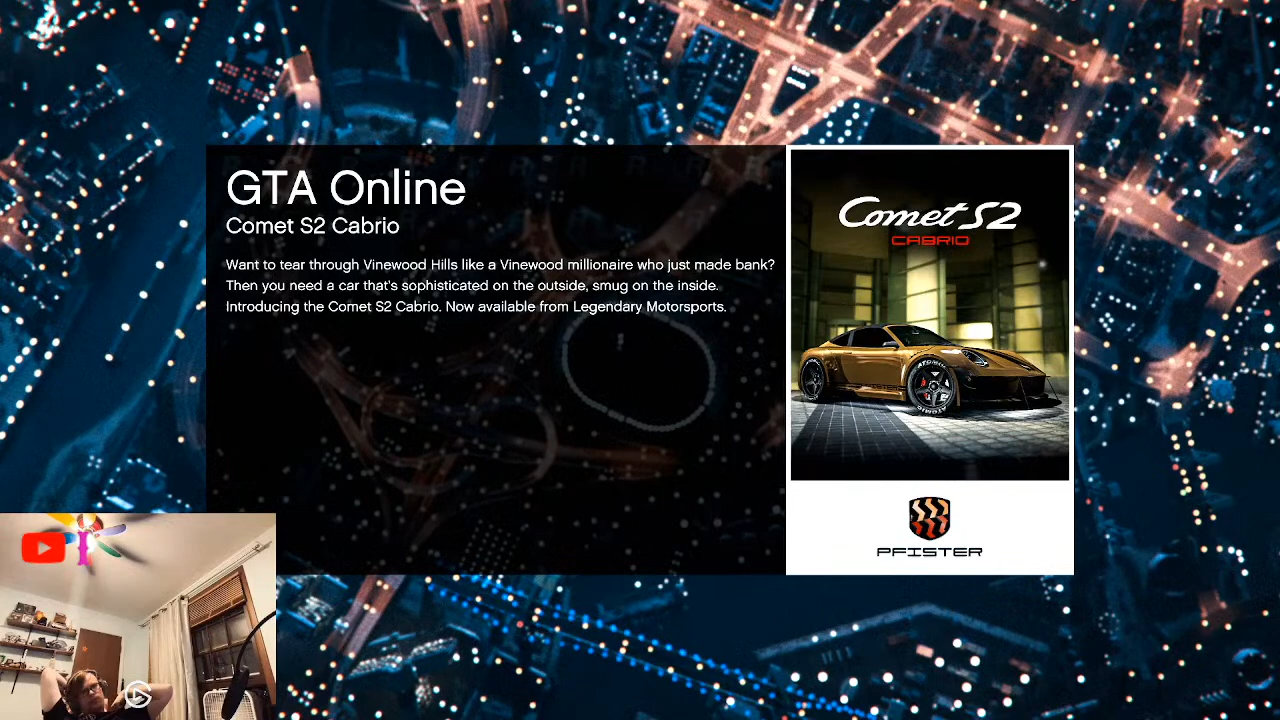 GTA Online
Comet S2 Cabrio
Want to tear through Vinewood Hills like a Vinewood millionaire who just made bank?
Then you need a car that's sophisticated on the outside, smug on the inside.
Introducing the Comet S2 Cabrio. Now available from Legendary Motorsports.
Comet S2
CABRIO
ATOMIC
ATOMIC
PFISTER